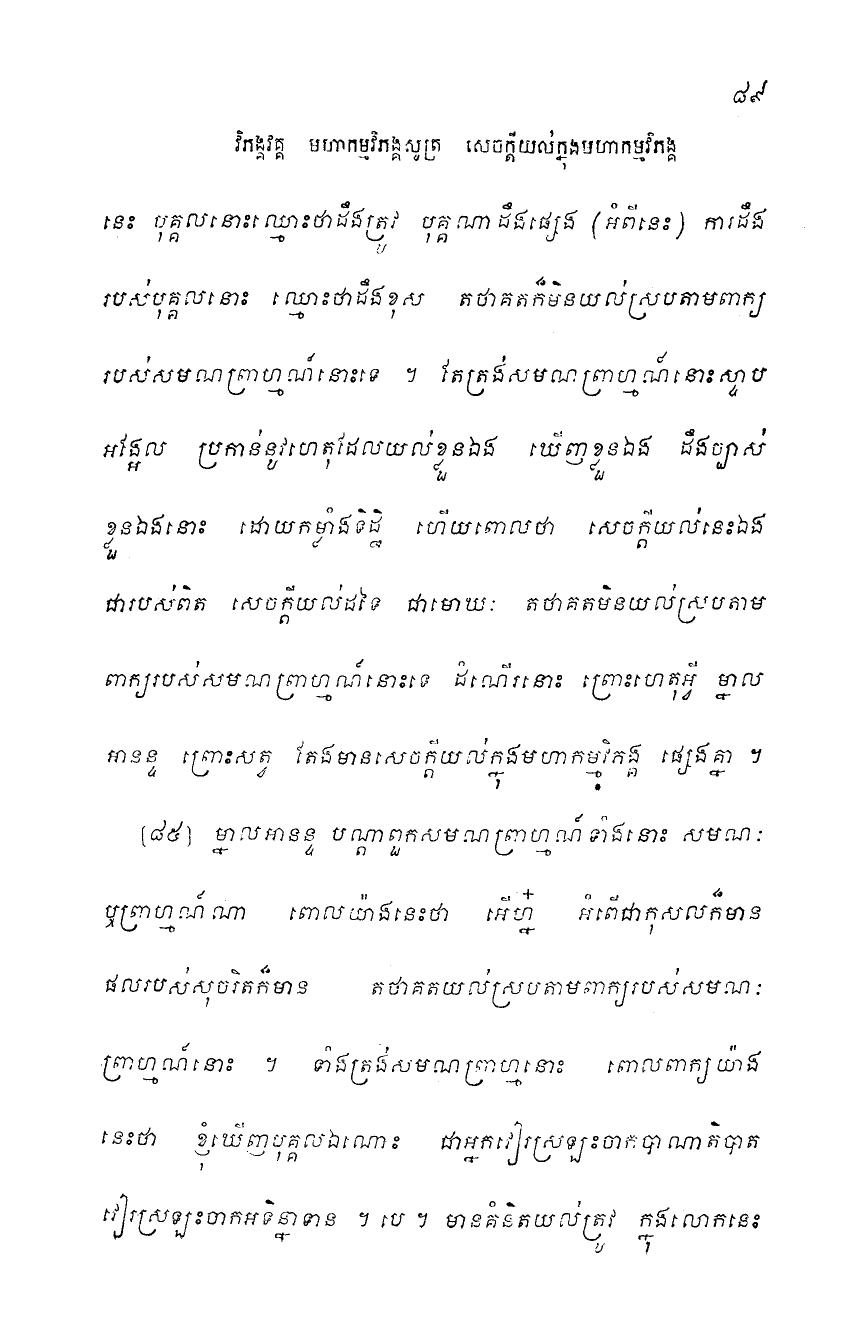 ៨៩
វិភង្គវគ្គ មហាកម្មវិភង្គសូត្រ សេចក្តីយល់ក្នុងមហាកម្មវិភង្គ
នេះ បុគ្គលនោះឈ្មោះថាដឹងត្រូវ បុគ្គណាដឹងផ្សេង (អំពីនេះ) ការដឹង
របស់បុគ្គលនោះ ឈ្មោះថាដឹងខុស តថាគតក៏មិនយល់ស្របតាមពាក្យ
របស់សមណព្រាហ្មណ៍នោះទេ ។ តែត្រង់សមណព្រាហ្មណ៍នោះស្ទាប
អង្អែល ប្រកាន់នូវហេតុដែលយល់ខ្លួនឯង ឃើញខ្លួនឯង ដឹងច្បាស់
ខ្លួនឯងនោះ ដោយកម្លាំងទិដ្ឋិ ហើយពោលថា សេចក្តីយល់នេះឯង
ជារបស់ពិត សេចក្តីយល់ដទៃ ជាមោឃៈ តថាគតមិនយល់ស្របតាម
ពាក្យរបស់សមណព្រាហ្មណ៍នោះទេ ដំណើរនោះ ព្រោះហេតុអ្វី ម្នាល
អានន្ទ ព្រោះសត្វ តែងមានសេចក្តីយល់ក្នុងមហាកម្មវិភង្គ ផ្សេងគ្នា ។
[៨៥] ម្នាលអានន្ទ បណ្តាពួកសមណព្រាហ្មណ៍ទាំងនោះ សមណៈ
ឬព្រាហ្មណ៍ណា ពោលយ៉ាងនេះថា អើហ្ន៎ អំពើជាកុសលក៏មាន
ផលរបស់សុចរិតក៏មាន តថាគតយល់ស្របតាមពាក្យរបស់សមណៈ
ព្រាហ្មណ៍នោះ ។ ទាំងត្រង់សមណព្រាហ្មនោះ ពោលពាក្យយ៉ាង
នេះថា ខ្ញុំឃើញបុគ្គលឯណោះ ជាអ្នកវៀរស្រឡះចាកបាណាតិបាត
វៀរស្រឡះចាកអទិន្នាទាន ។ បេ ។ មានគំនិតយល់ត្រូវ ក្នុងលោកនេះ